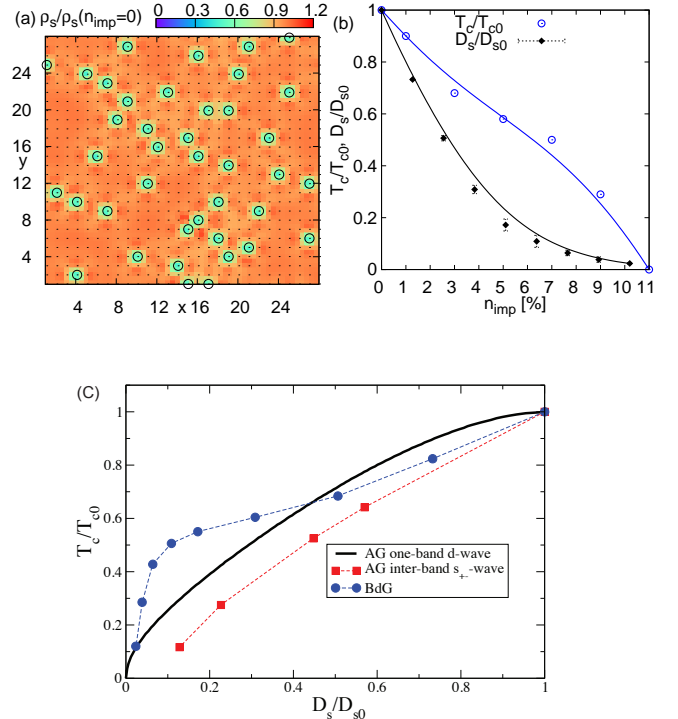 (a) ρs/ρs(nimp=0)
0 0.3 0.6 0.9 1.2
28
24
20
16
y
12
8
4
4 8 12 x 16 20 24
(b)
Tc/Tc0
Ds/Ds0
1
0.8
0.6
0.4
0.2
0
Tc/Tc0, Ds/Ds0
0 1 2 3 4 5 6 7 8 9 10 11
nimp [%]
(C)
1
0.8
0.6
0.4
0.2
0
Tc/Tc0
AG one-band d-wave
AG inter-band s+-wave
BdG
0 0.2 0.4 0.6 0.8 1
Ds/Ds0